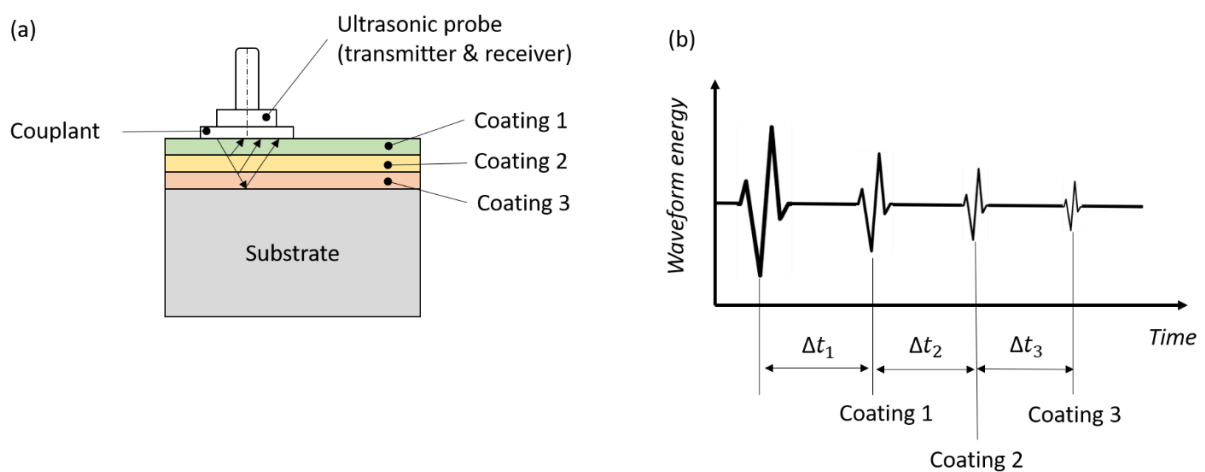 (a)
Ultrasonic probe
(transmitter & receiver)
Couplant
Coating 1
Coating 2
Coating 3
Substrate
(b)
Waveform energy
Time
Δt₁
Δt₂
Δt₃
Coating 1
Coating 3
Coating 2